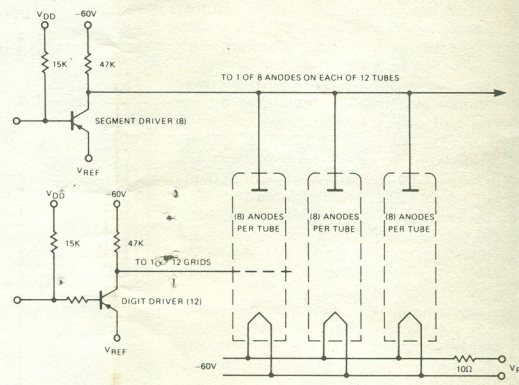 VDD
-60V
15K
47K
TO 1 OF 8 ANODES ON EACH OF 12 TUBES
SEGMENT DRIVER (8)
VREF
(8) ANODES
PER TUBE
(8) ANODES
PER TUBE
(8) ANODES
PER TUBE
VDD
-60V
15K
47K
TO 1 12 GRIDS
DIGIT DRIVER (12)
VREF
-60V
10Ω